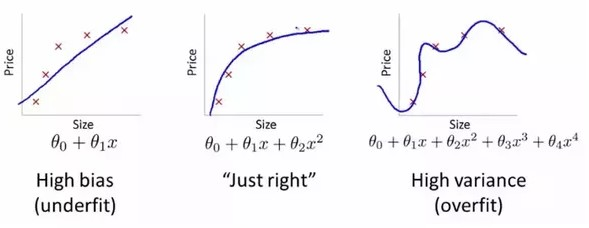 Price
Size
θ₀ + θ₁x
High bias
(underfit)
Price
Size
θ₀ + θ₁x + θ₂x²
“Just right”
Price
Size
θ₀ + θ₁x + θ₂x² + θ₃x³ + θ₄x⁴
High variance
(overfit)